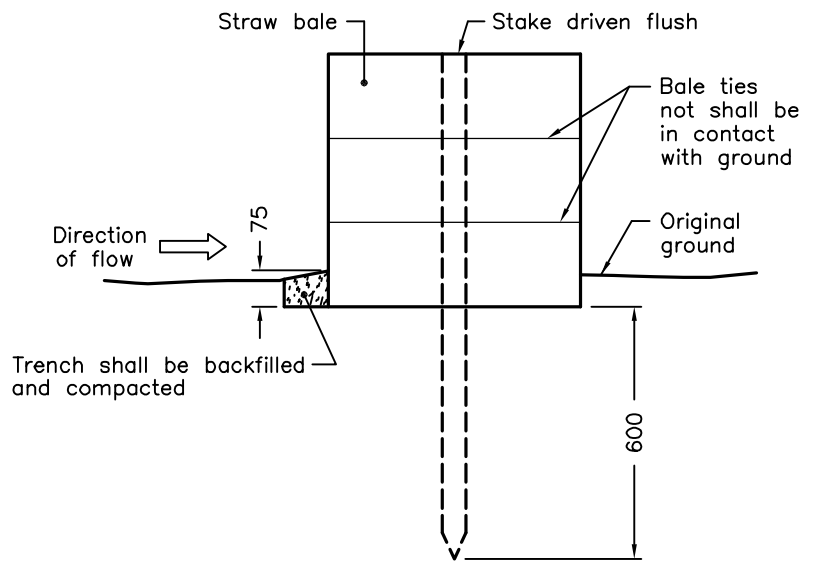 Straw bale
Stake driven flush
Bale ties
not shall be
in contact
with ground
75
Direction
of flow
Original
ground
Trench shall be backfilled
and compacted
600